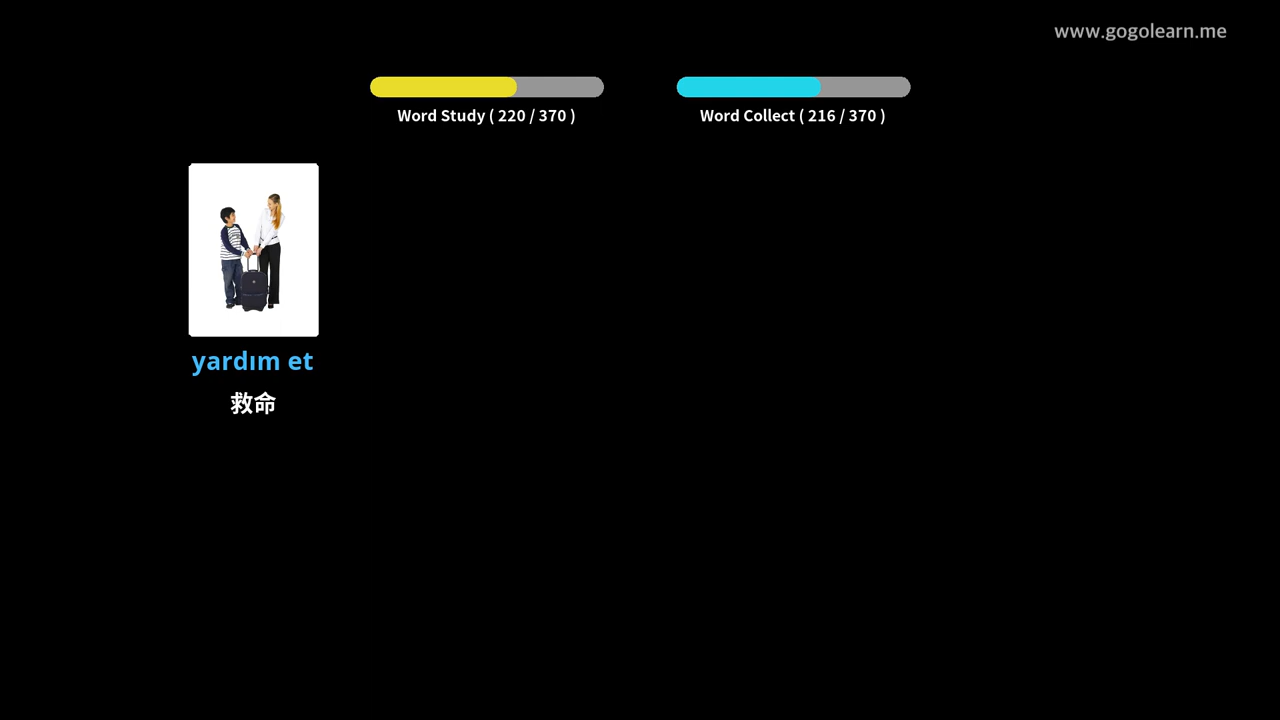 www.gogolearn.me
Word Study ( 220 / 370 )
Word Collect ( 216 / 370 )
yardım et
救命